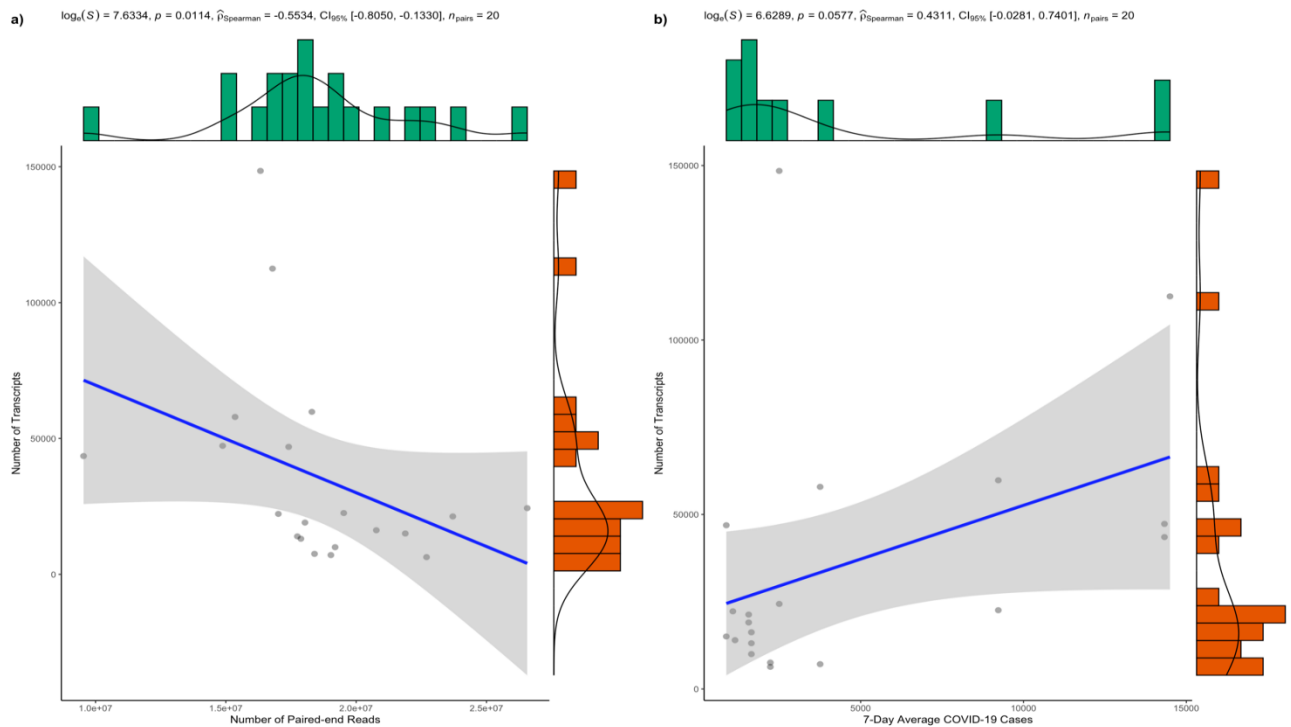 a)
logₑ(S) = 7.6334, p = 0.0114, ρ̂Spearman = -0.5534, CI95% [-0.8050, -0.1330], npairs = 20
150000
100000
50000
0
Number of Transcripts
1.0e+07
1.5e+07
2.0e+07
2.5e+07
Number of Paired-end Reads
b)
logₑ(S) = 6.6289, p = 0.0577, ρ̂Spearman = 0.4311, CI95% [-0.0281, 0.7401], npairs = 20
150000
100000
50000
0
Number of Transcripts
5000
10000
15000
7-Day Average COVID-19 Cases